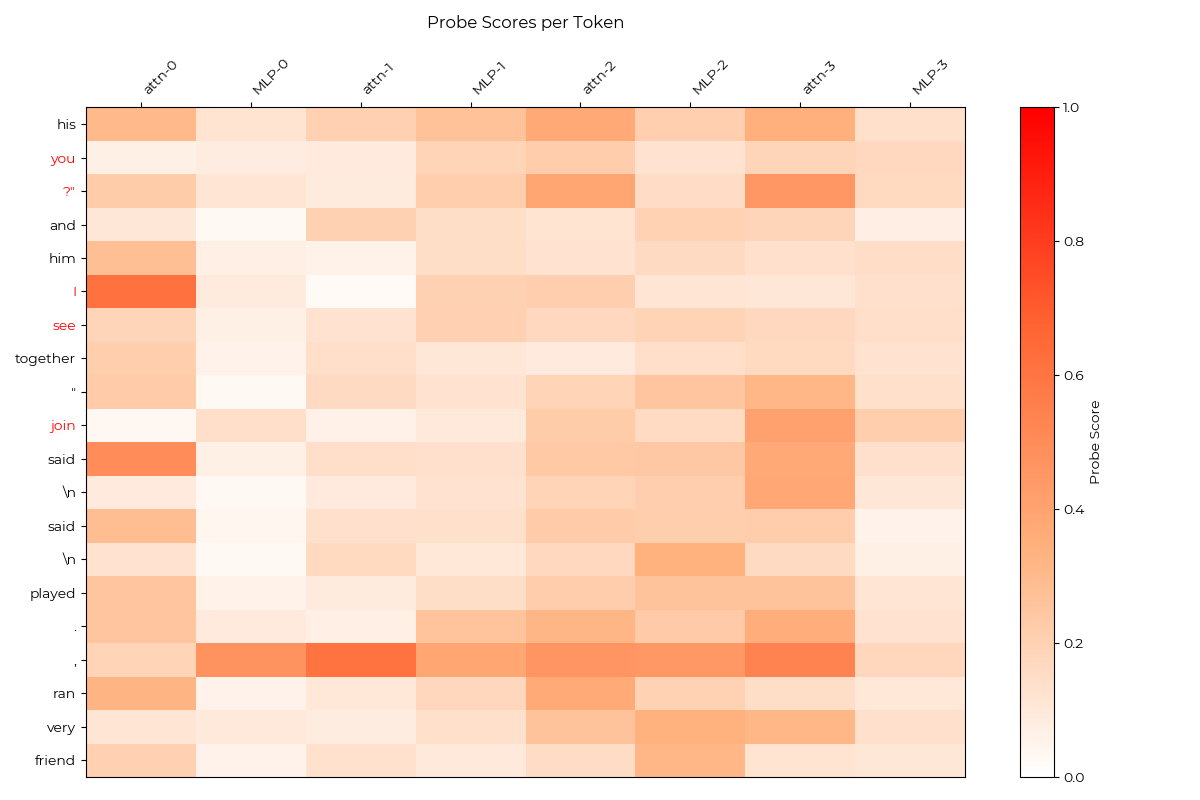 Probe Scores per Token
attn-0 MLP-0 attn-1 MLP-1 attn-2 MLP-2 attn-3 MLP-3
his
you
?"
and
him
I
see
together
"
join
said
\n
said
\n
played
.
,
ran
very
friend
1.0
0.8
0.6
0.4
0.2
0.0
Probe Score